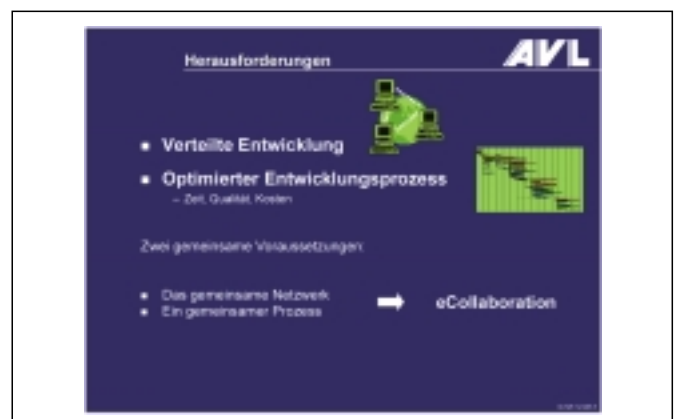 Herausforderungen
AVL
Verteilte Entwicklung
Optimierter Entwicklungsprozess
– Zeit, Qualität, Kosten
Zwei gemeinsame Voraussetzungen:
Das gemeinsame Netzwerk
Ein gemeinsamer Prozess
eCollaboration